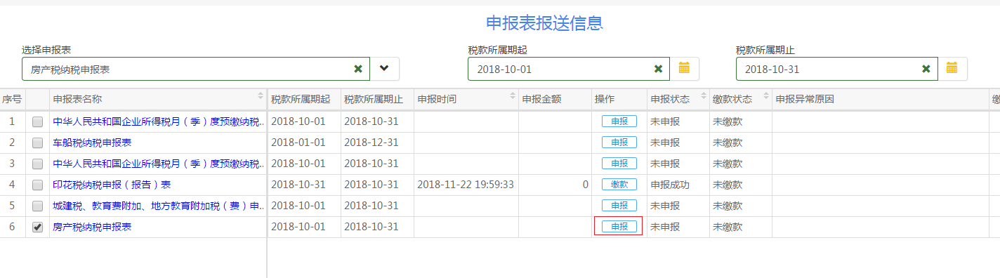 申报表报送信息
选择申报表 税款所属期起 税款所属期止
房产税纳税申报表 2018-10-01 2018-10-31
序号 申报表名称 税款所属期起 税款所属期止 申报时间 申报金额 操作 申报状态 缴款状态 申报异常原因
1 中华人民共和国企业所得税月（季）度预缴纳税.. 2018-10-01 2018-10-31 申报 未申报 未缴款
2 车船税纳税申报表 2018-01-01 2018-12-31 申报 未申报 未缴款
3 中华人民共和国企业所得税月（季）度预缴纳税.. 2018-10-01 2018-10-31 申报 未申报 未缴款
4 印花税纳税申报（报告）表 2018-10-31 2018-10-31 2018-11-22 19:59:33 0 缴款 申报成功 未缴款
5 城建税、教育费附加、地方教育附加税（费）申.. 2018-10-01 2018-10-31 申报 未申报 未缴款
6 房产税纳税申报表 2018-10-01 2018-10-31 申报 未申报 未缴款